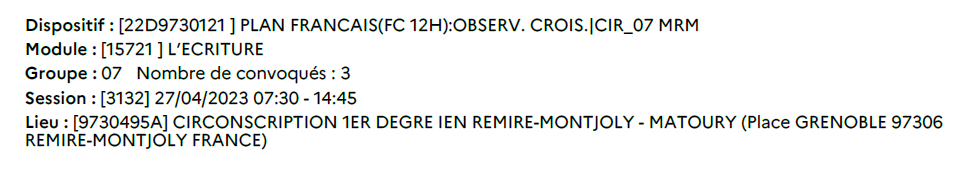 Dispositif : [22D9730121 ] PLAN FRANCAIS(FC 12H):OBSERV. CROIS.|CIR_07 MRM
Module : [15721 ] L’ECRITURE
Groupe : 07 Nombre de convoqués : 3
Session : [3132] 27/04/2023 07:30 - 14:45
Lieu : [9730495A] CIRCONSCRIPTION 1ER DEGRE IEN REMIRE-MONTJOLY - MATOURY (Place GRENOBLE 97306
REMIRE-MONTJOLY FRANCE)